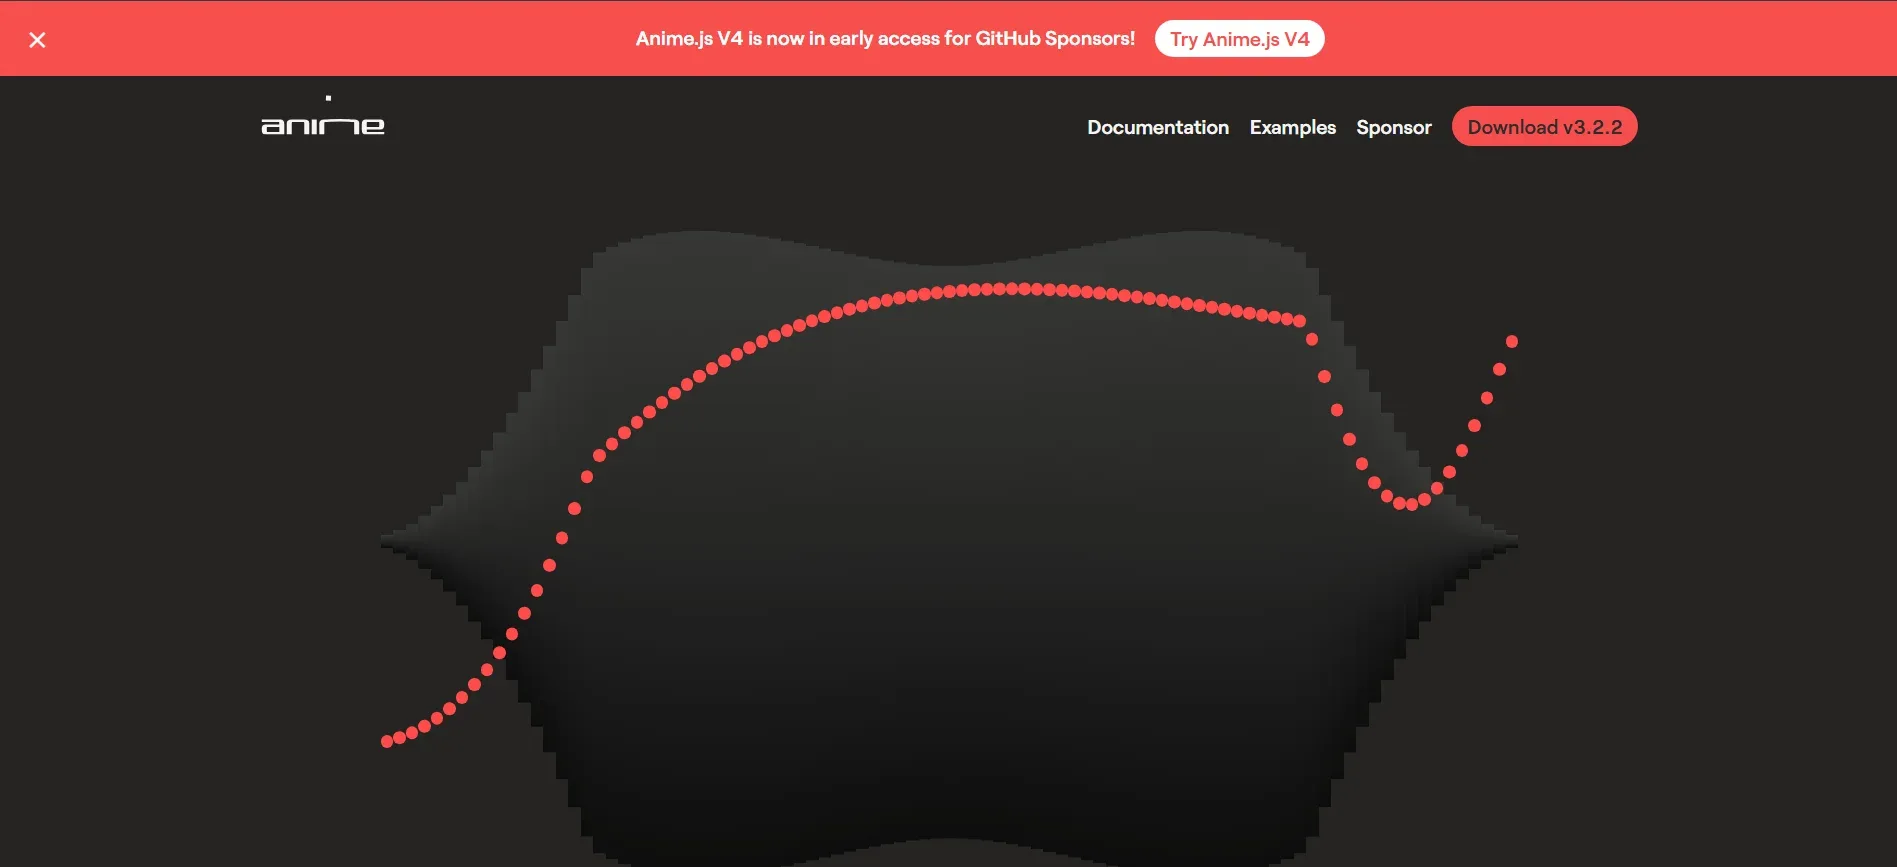 Anime.js V4 is now in early access for GitHub Sponsors! Try Anime.js V4
anime
Documentation Examples Sponsor Download v3.2.2